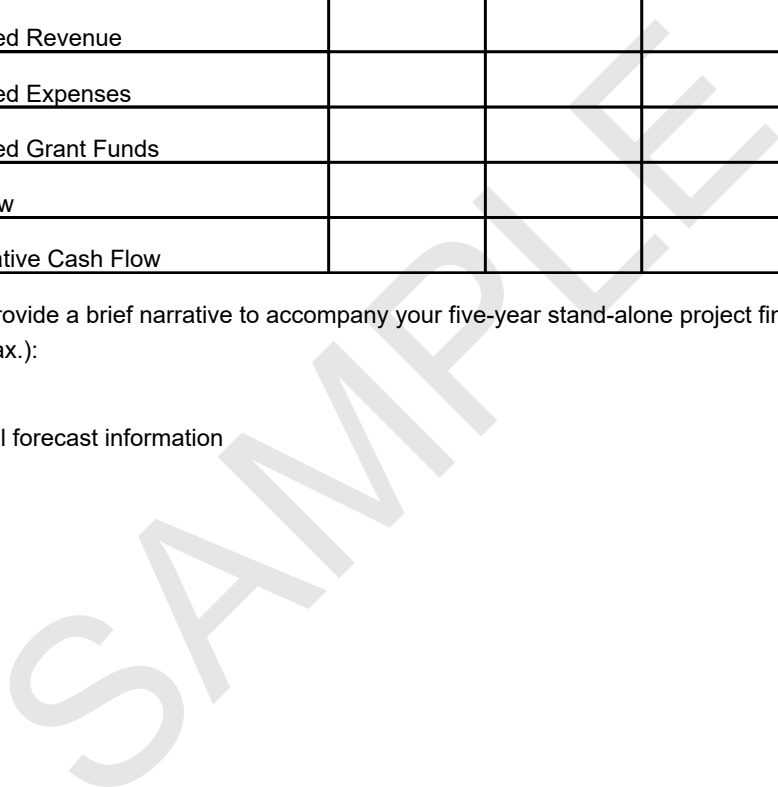 ed Revenue
ed Expenses
ed Grant Funds
w
ative Cash Flow
rovide a brief narrative to accompany your five-year stand-alone project fin
ax.):
l forecast information
SAMPLE